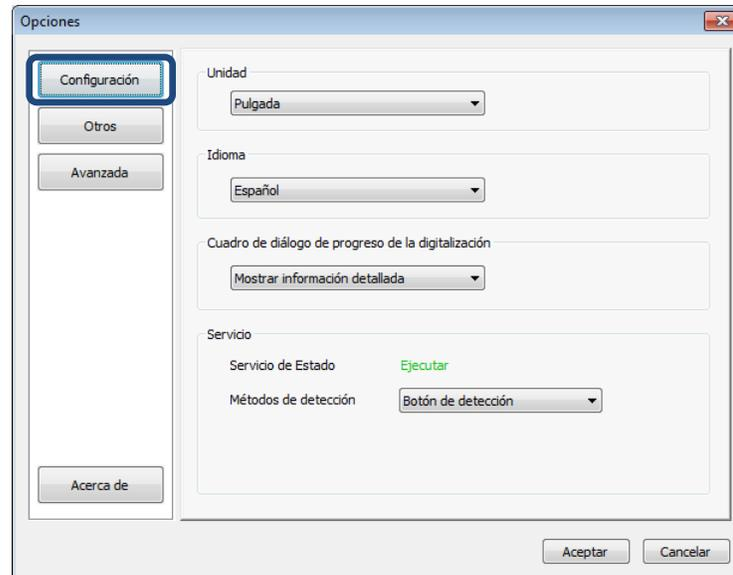 Opciones
Configuración
Otros
Avanzada
Acerca de
Unidad
Pulgada
Idioma
Español
Cuadro de diálogo de progreso de la digitalización
Mostrar información detallada
Servicio
Servicio de Estado Ejecutar
Métodos de detección Botón de detección
Aceptar Cancelar